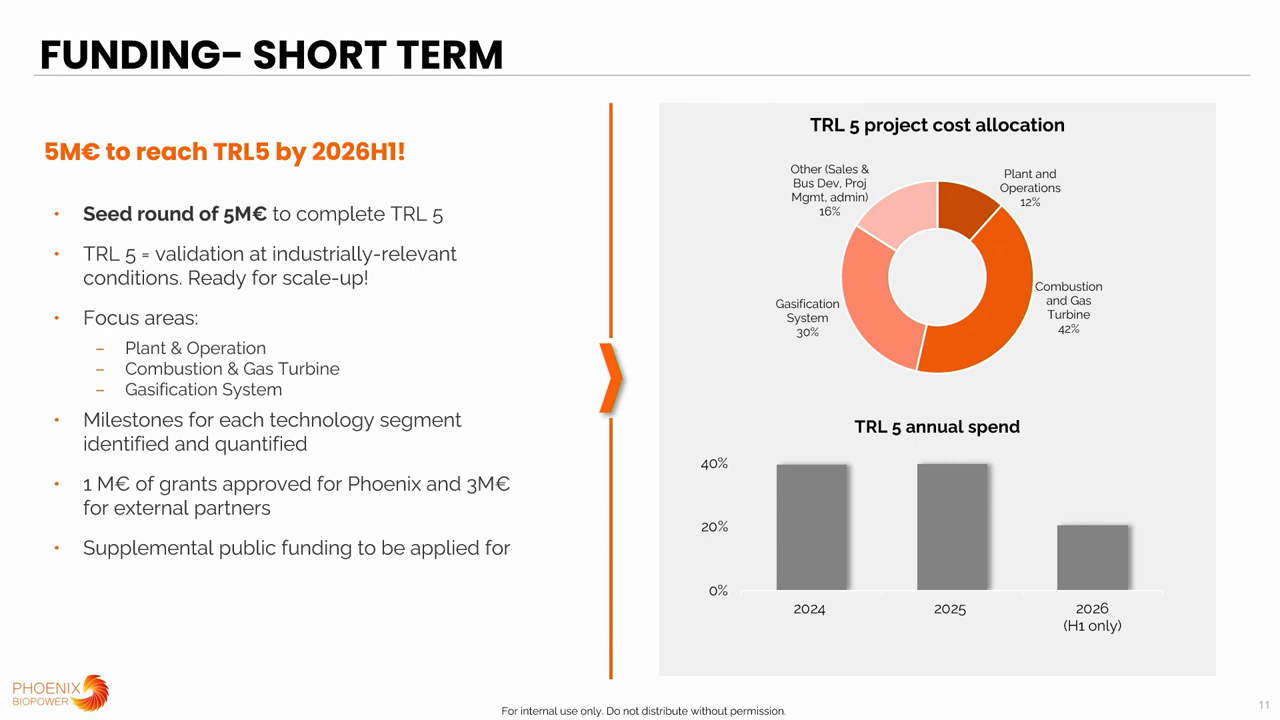 FUNDING- SHORT TERM
5M€ to reach TRL5 by 2026H1!
• Seed round of 5M€ to complete TRL 5
• TRL 5 = validation at industrially-relevant
conditions. Ready for scale-up!
• Focus areas:
– Plant & Operation
– Combustion & Gas Turbine
– Gasification System
• Milestones for each technology segment
identified and quantified
• 1 M€ of grants approved for Phoenix and 3M€
for external partners
• Supplemental public funding to be applied for
TRL 5 project cost allocation
Other (Sales &
Bus Dev, Proj
Mgmt, admin)
16%
Plant and
Operations
12%
Combustion
and Gas
Turbine
42%
Gasification
System
30%
TRL 5 annual spend
40%
20%
0%
2024
2025
2026
(H1 only)
PHOENIX
BIOPOWER
For internal use only. Do not distribute without permission.
11